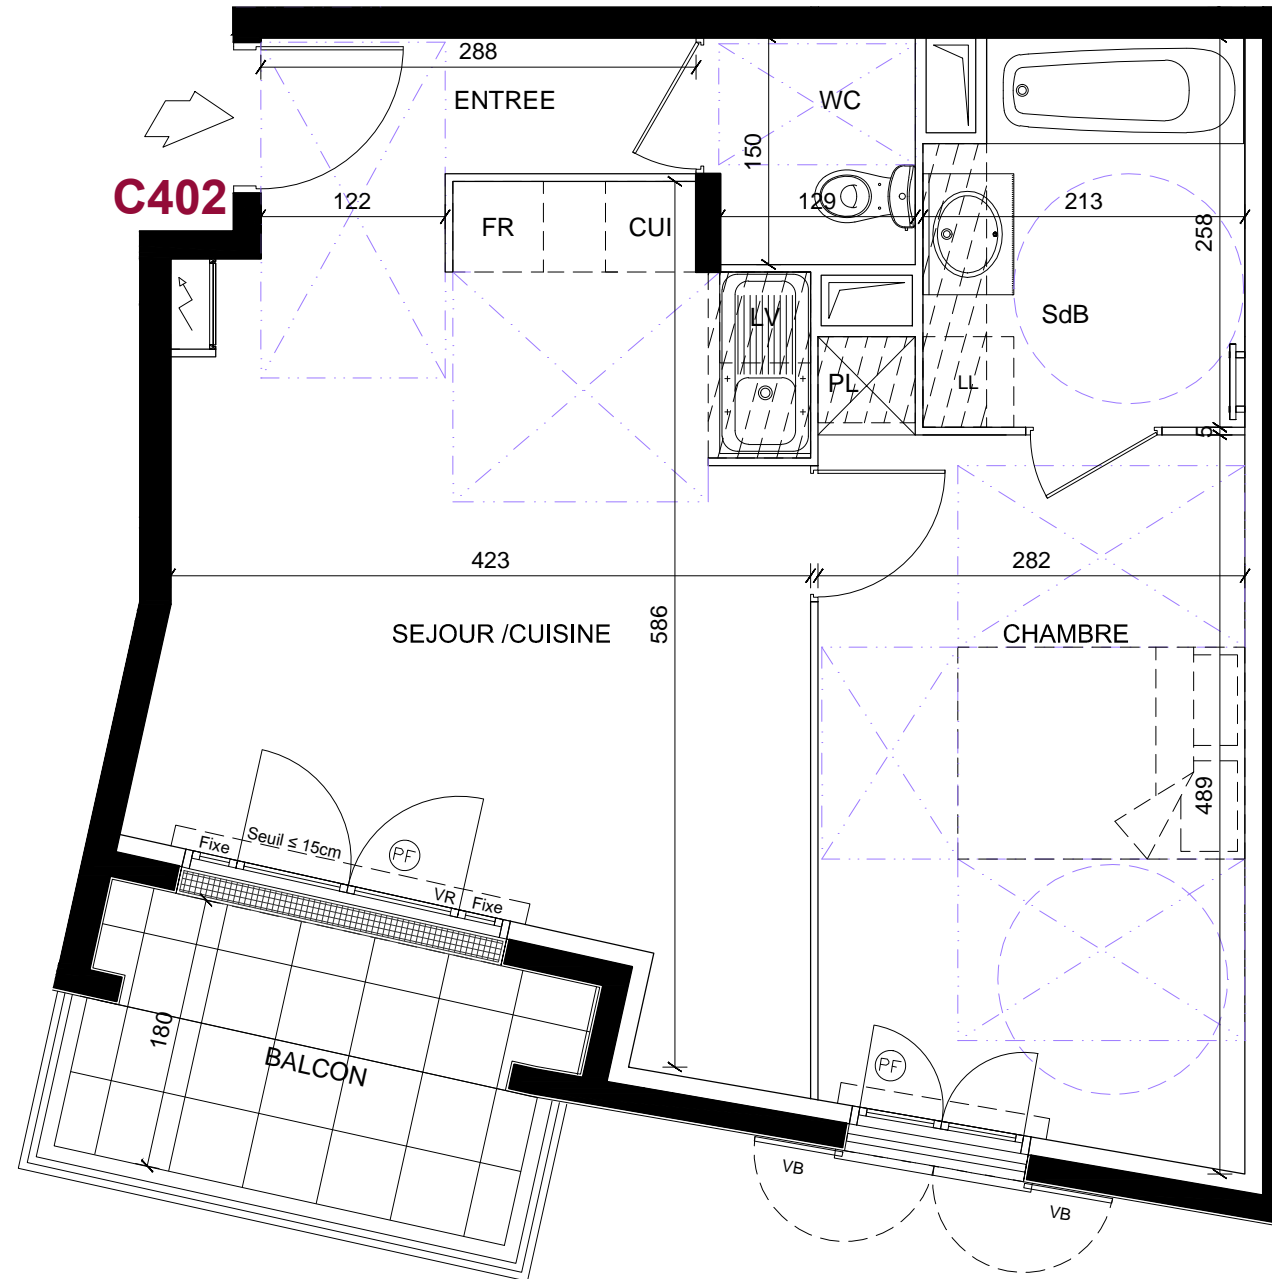 288
ENTREE
WC
150
C402
122
FR
CUI
129
213
258
LV
SdB
PL
LL
5
423
282
586
SEJOUR /CUISINE
CHAMBRE
489
Fixe
Seuil ≤ 15cm
PF
VR
Fixe
180
BALCON
PF
VB
VB